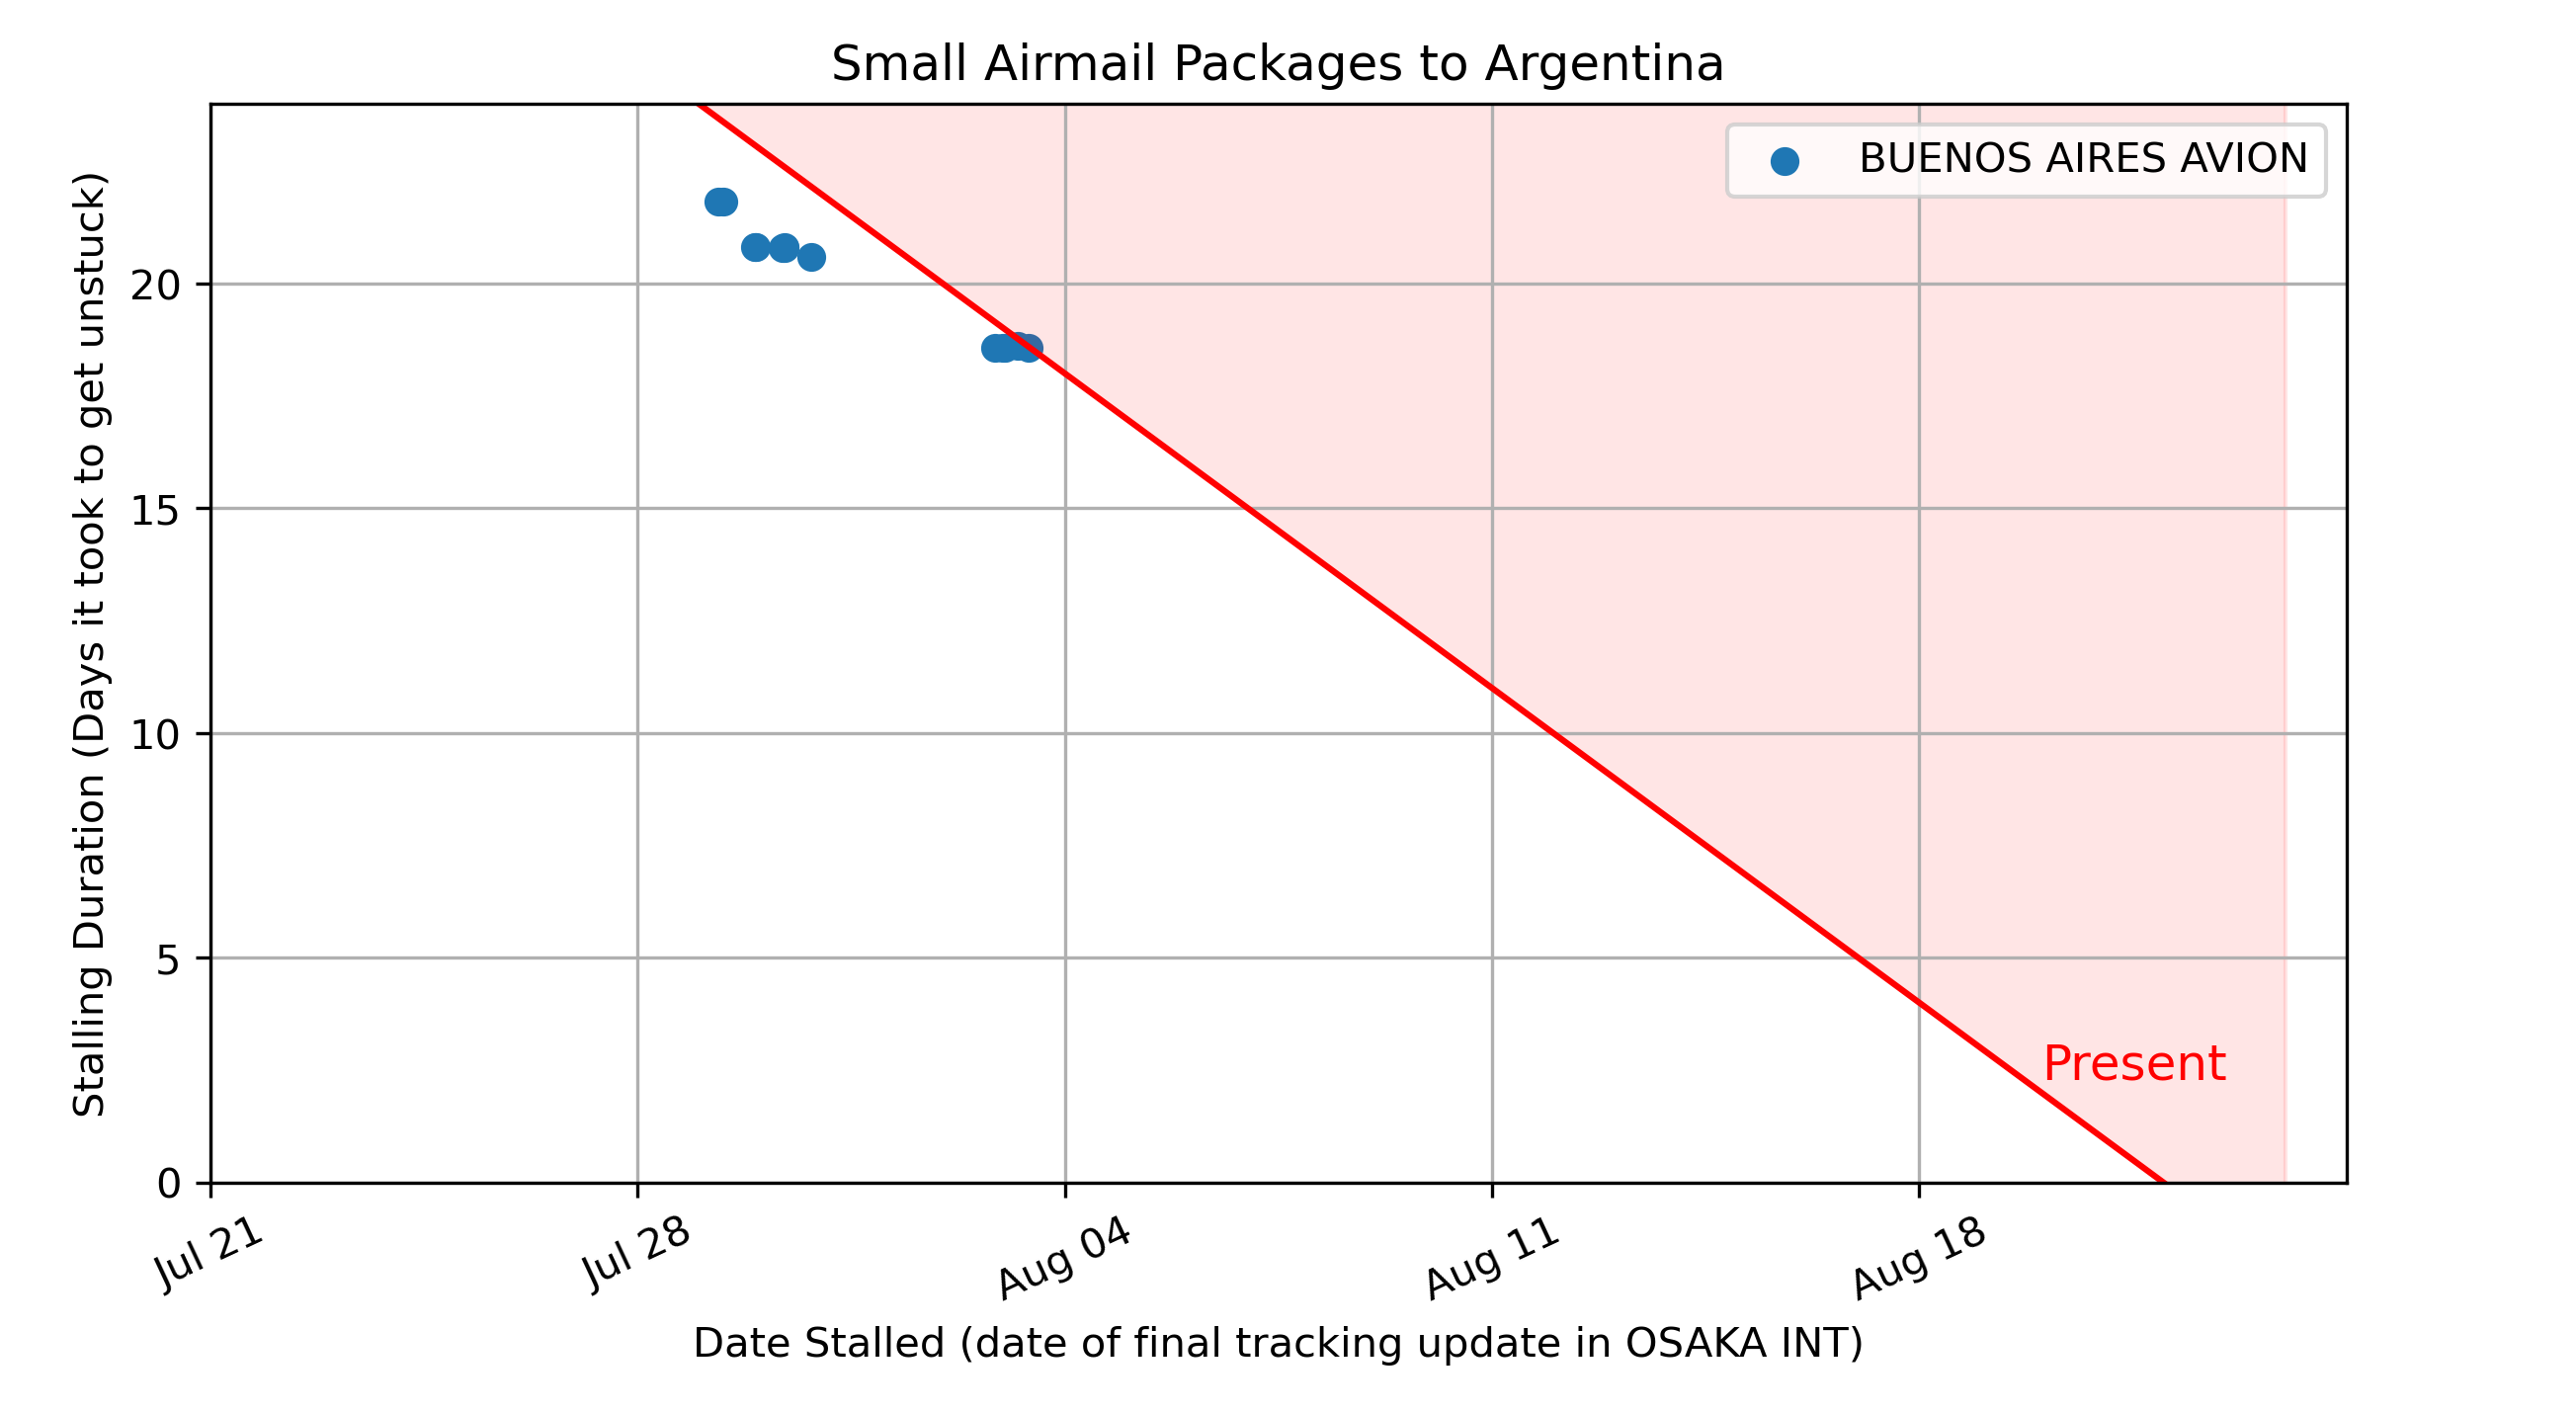 Small Airmail Packages to Argentina
BUENOS AIRES AVION
Stalling Duration (Days it took to get unstuck)
20
15
10
5
0
Present
Jul 21
Jul 28
Aug 04
Aug 11
Aug 18
Date Stalled (date of final tracking update in OSAKA INT)